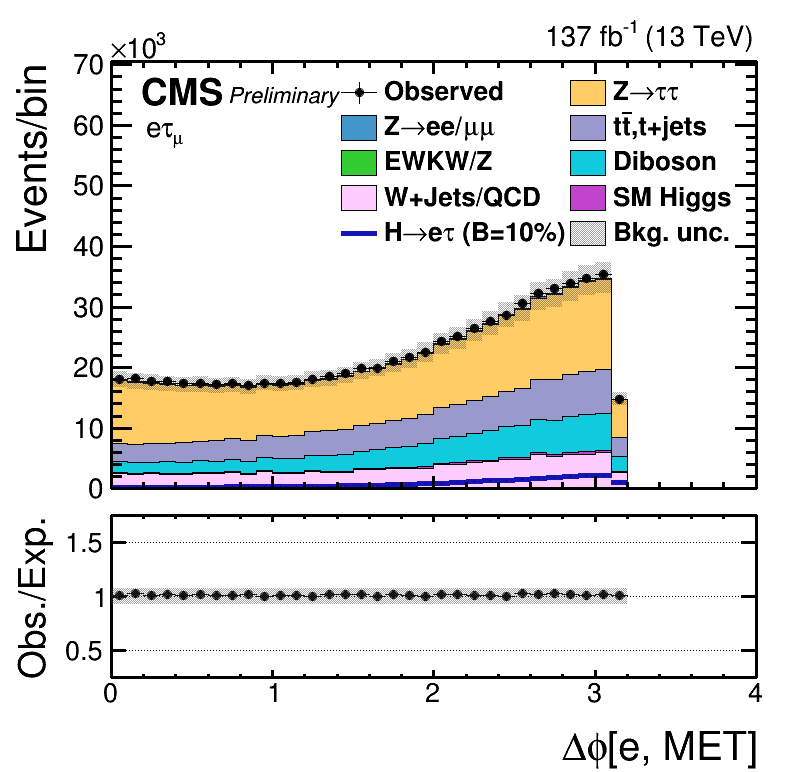 ×10³
137 fb⁻¹ (13 TeV)
CMS Preliminary
eτμ
Observed
Z→ττ
Z→ee/μμ
tt̄,t+jets
EWKW/Z
Diboson
W+Jets/QCD
SM Higgs
H→eτ (B=10%)
Bkg. unc.
Events/bin
70
60
50
40
30
20
10
0
Obs./Exp.
1.5
1
0.5
0 1 2 3 4
Δϕ[e, MET]